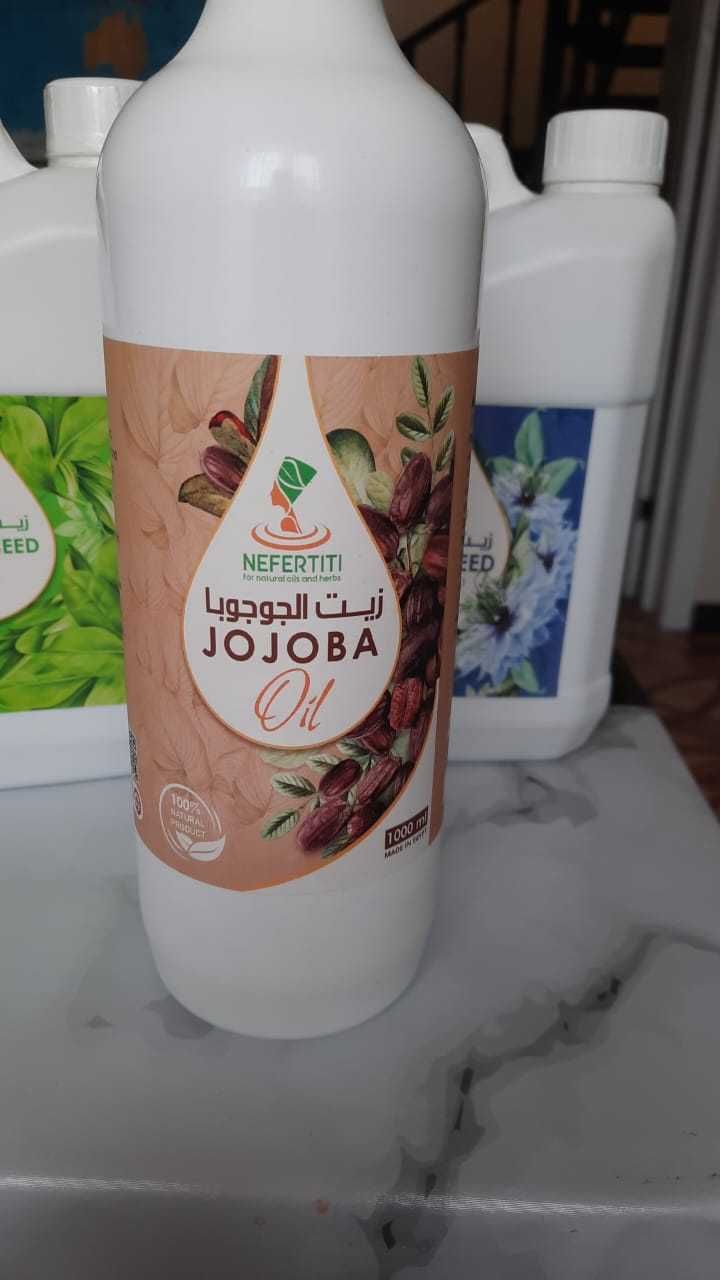 NEFERTITI
for natural oils and herbs
زيت الجوجوبا
JOJOBA
Oil
100%
NATURAL
PRODUCT
1000 ml
MADE IN EGYPT
زيت
SEED
EED